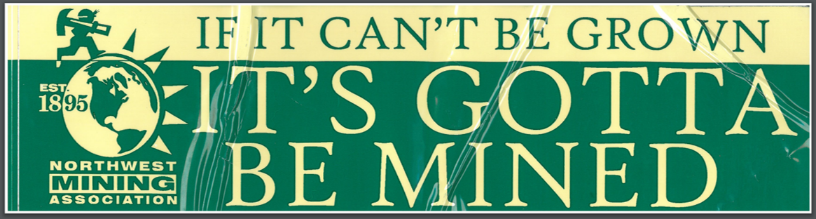 IF IT CAN'T BE GROWN
IT'S GOTTA
BE MINED
EST.
1895
NORTHWEST
MINING
ASSOCIATION